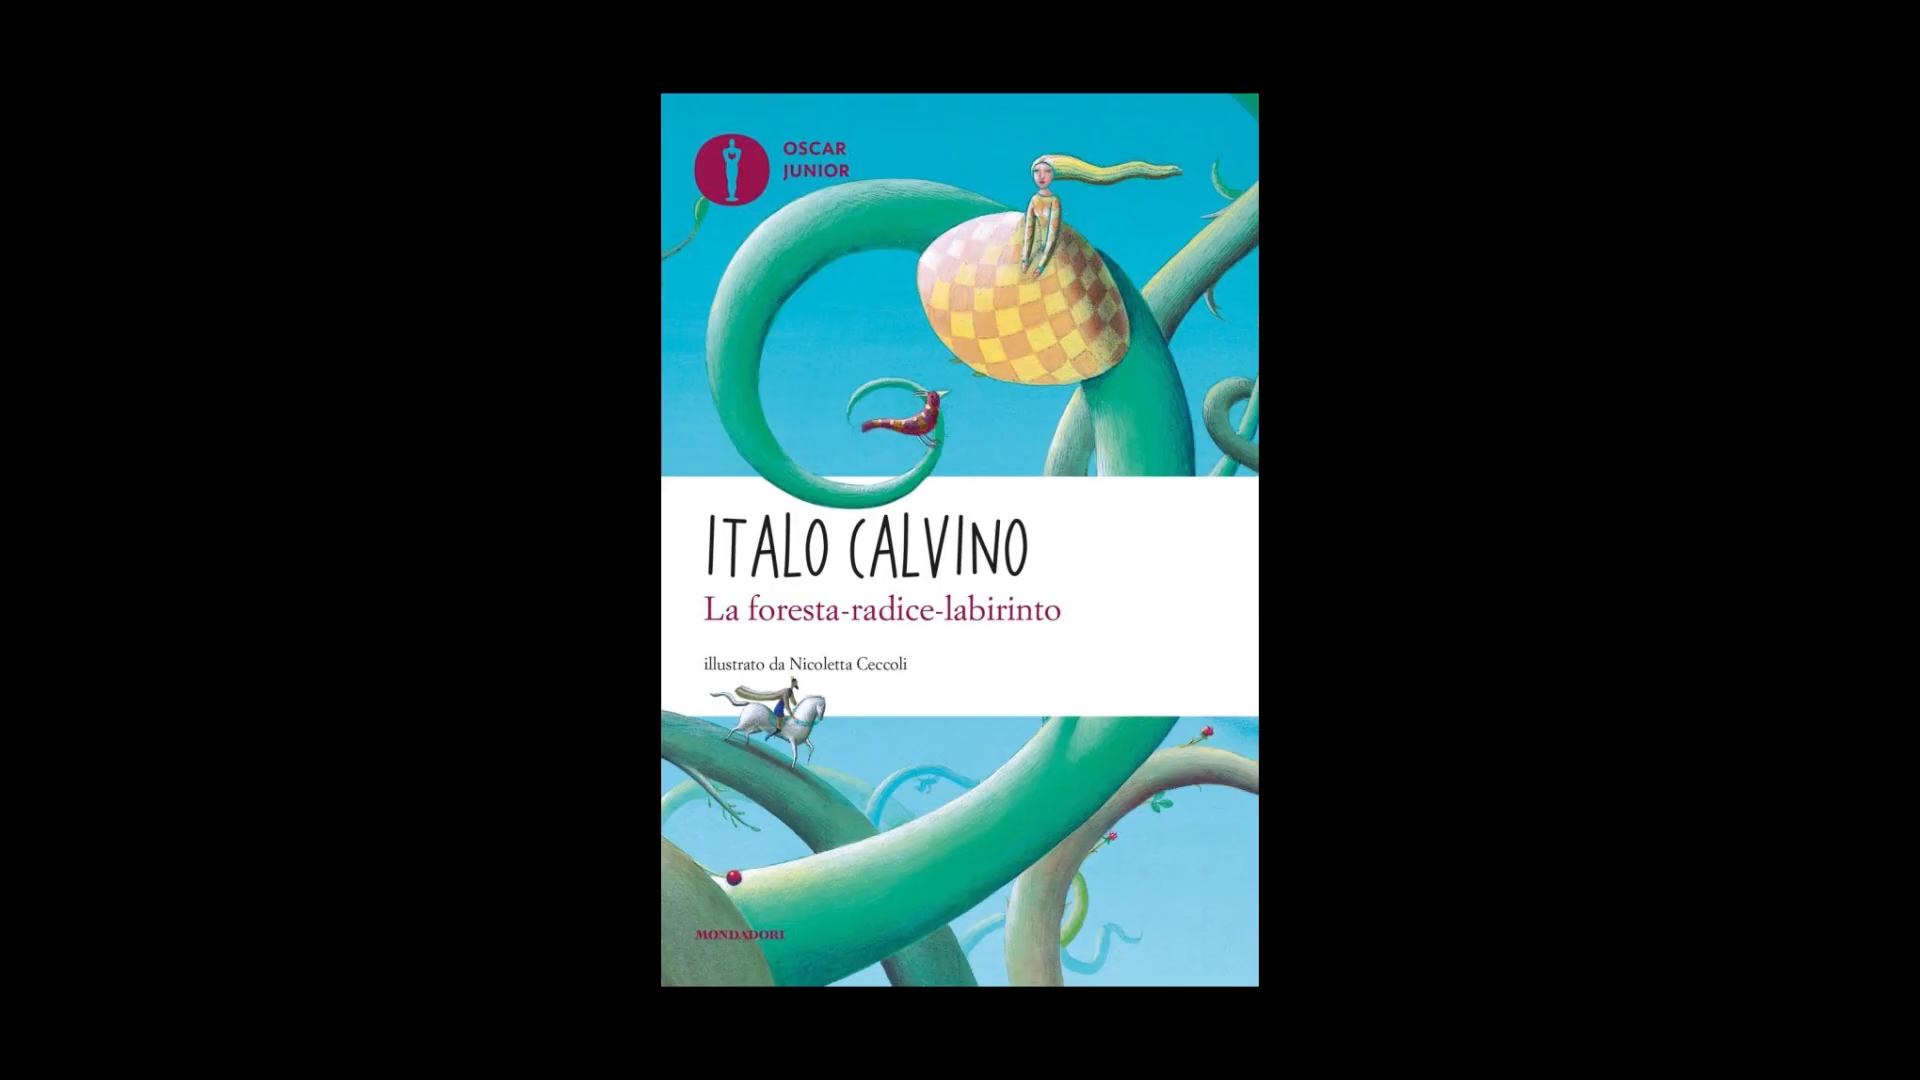 OSCAR
JUNIOR
ITALO CALVINO
La foresta-radice-labirinto
illustrato da Nicoletta Ceccoli
MONDADORI